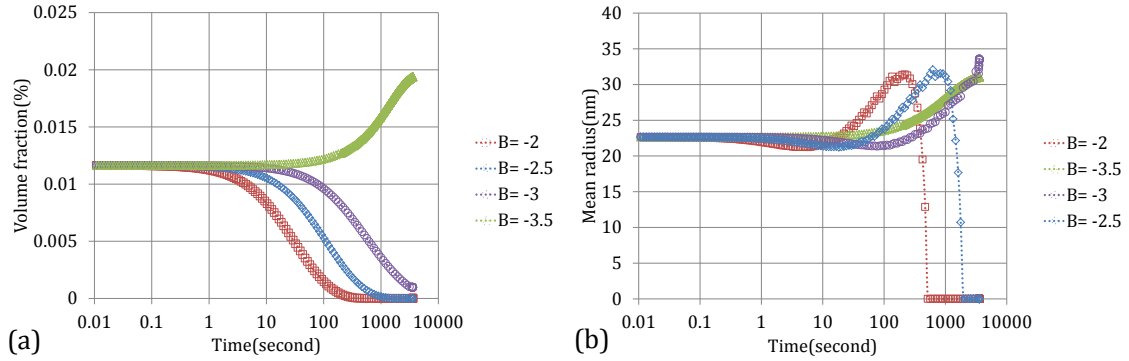 0.025
0.02
0.015
0.01
0.005
0
Volume fraction(%)
0.01 0.1 1 10 100 1000 10000
Time(second)
B= -2
B= -2.5
B= -3
B= -3.5
(a)
40
35
30
25
20
15
10
5
0
Mean radius(nm)
0.01 0.1 1 10 100 1000 10000
Time(second)
B= -2
B= -3.5
B= -3
B= -2.5
(b)